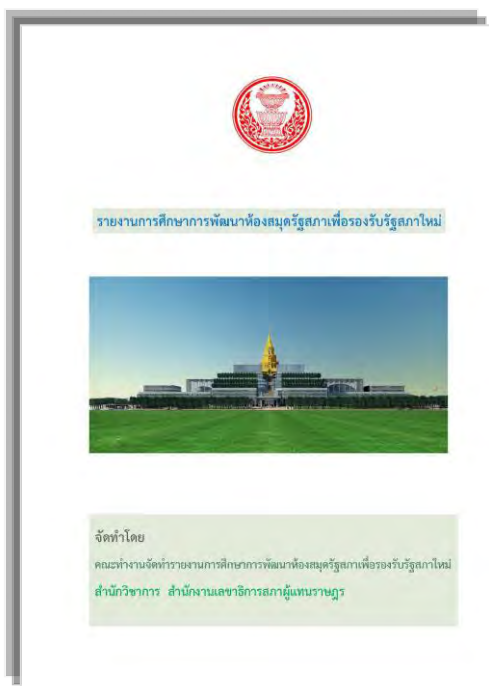 รายงานการศึกษาการพัฒนาห้องสมุดรัฐสภาเพื่อรองรับรัฐสภาใหม่
จัดทำโดย
คณะทำงานจัดทำรายงานการศึกษาการพัฒนาห้องสมุดรัฐสภาเพื่อรองรับรัฐสภาใหม่
สำนักวิชาการ สำนักงานเลขาธิการสภาผู้แทนราษฎร